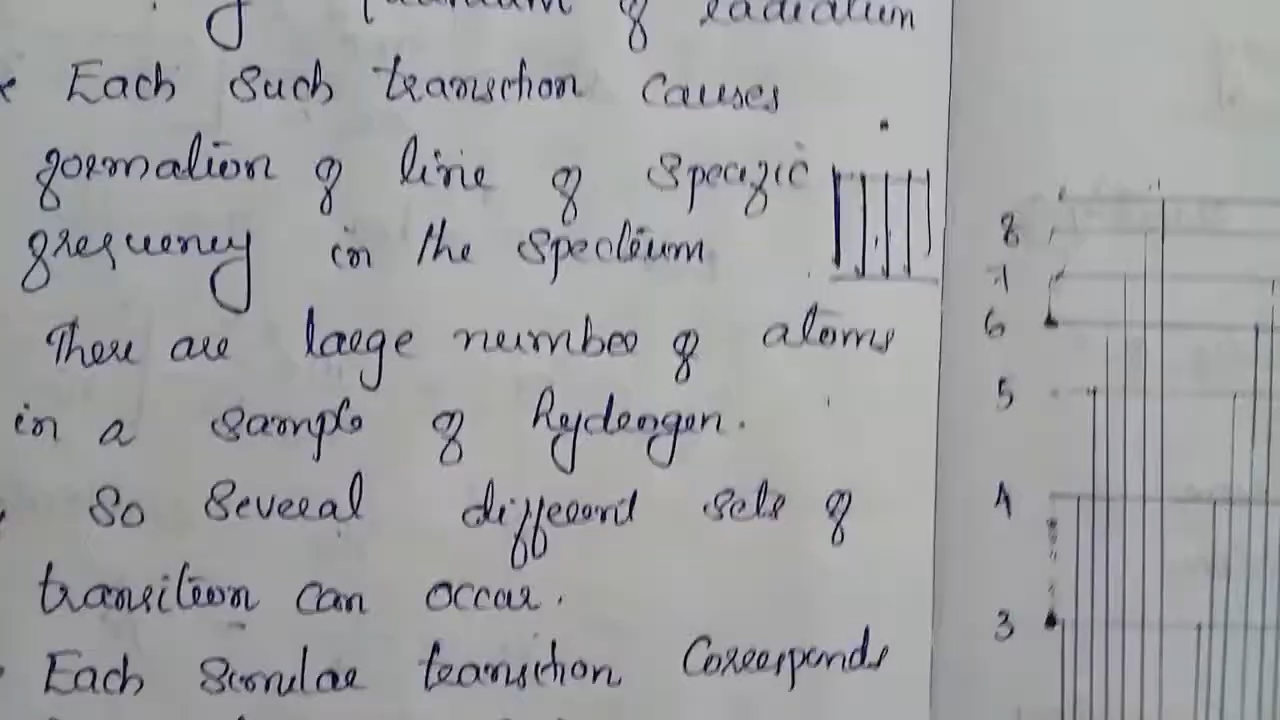 of radiation
Each such transition causes
formation of line of specific
frequency in the spectrum
There are large number of atoms
in a sample of hydrogen.
So several different sets of
transition can occur.
Each similar transition corresponds
8
7
6
5
4
3